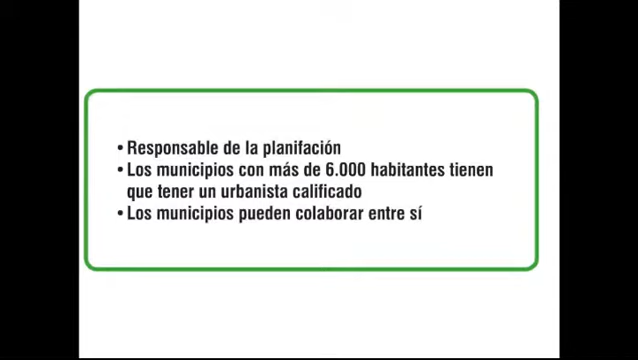 • Responsable de la planifación
• Los municipios con más de 6.000 habitantes tienen
que tener un urbanista calificado
• Los municipios pueden colaborar entre sí